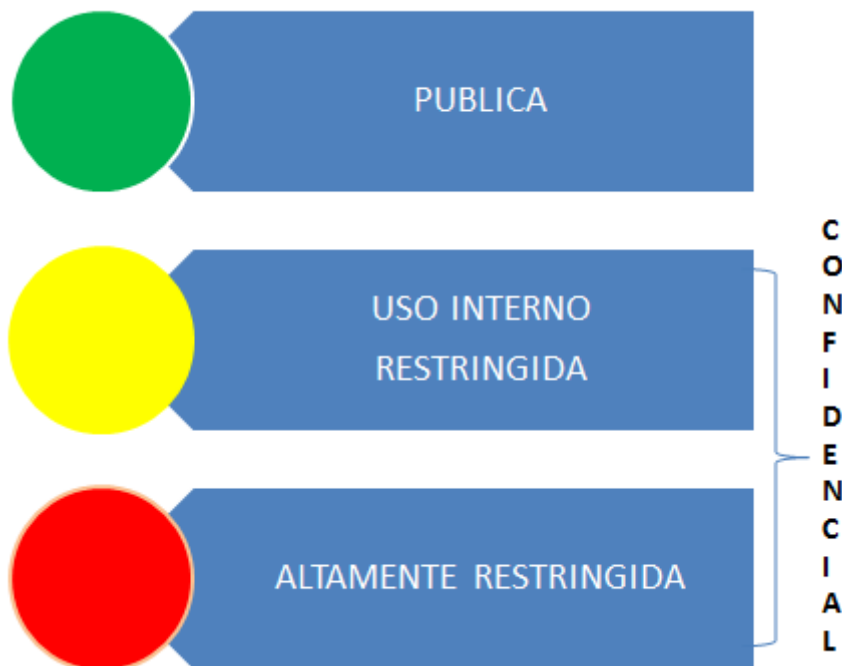 PUBLICA
USO INTERNO
RESTRINGIDA
ALTAMENTE RESTRINGIDA
C
O
N
F
I
D
E
N
C
I
A
L